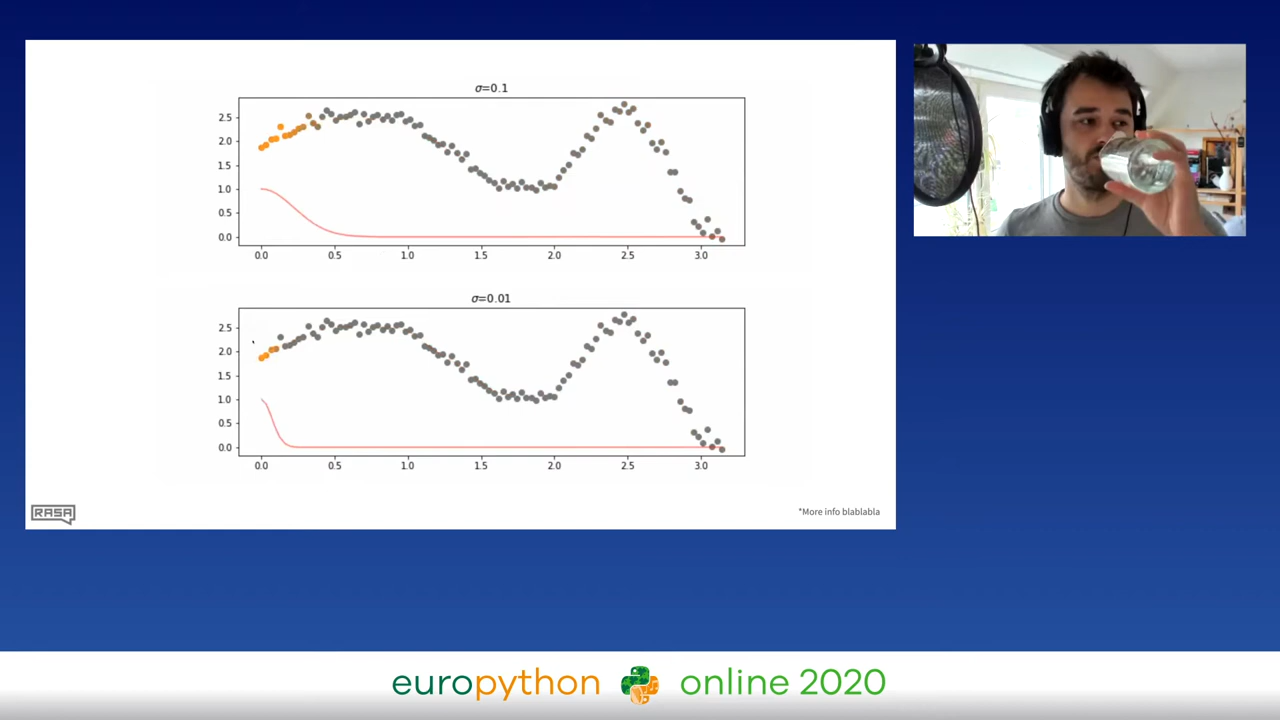 σ=0.1
2.5
2.0
1.5
1.0
0.5
0.0
0.0 0.5 1.0 1.5 2.0 2.5 3.0
σ=0.01
2.5
2.0
1.5
1.0
0.5
0.0
0.0 0.5 1.0 1.5 2.0 2.5 3.0
RASA
*More info blablabla
europython online 2020